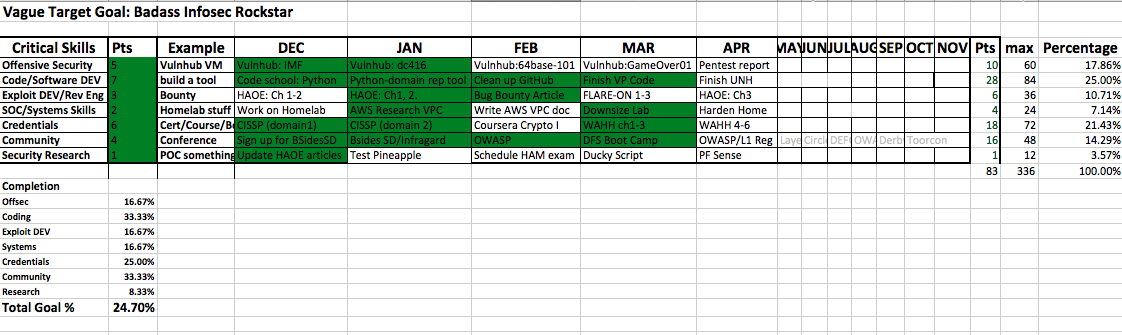 Vague Target Goal: Badass Infosec Rockstar
Critical Skills Pts Example DEC JAN FEB MAR APR MAY JUN JUL AUG SEP OCT NOV Pts max Percentage
Offensive Security 5 Vulnhub VM Vulnhub: IMF Vulnhub: dc416 Vulnhub:64base-101 Vulnhub:GameOver01 Pentest report 10 60 17.86%
Code/Software DEV 7 build a tool Code school: Python Python-domain rep tool Clean up GitHub Finish VP Code Finish UNH 28 84 25.00%
Exploit DEV/Rev Eng 3 Bounty HAOE: Ch 1-2 HAOE: Ch1, 2. Bug Bounty Article FLARE-ON 1-3 HAOE: Ch3 6 36 10.71%
SOC/Systems Skills 2 Homelab stuff Work on Homelab AWS Research VPC Write AWS VPC doc Downsize Lab Harden Home 4 24 7.14%
Credentials 6 Cert/Course/B CISSP (domain1) CISSP (domain 2) Coursera Crypto I WAHH ch1-3 WAHH 4-6 18 72 21.43%
Community 4 Conference Sign up for BSidesSD Bsides SD/Infragard OWASP DFS Boot Camp OWASP/L1 Reg Laye Circl DEF OWA Derb Toorcon 16 48 14.29%
Security Research 1 POC something Update HAOE articles Test Pineapple Schedule HAM exam Ducky Script PF Sense 1 12 3.57%
83 336 100.00%
Completion
Offsec 16.67%
Coding 33.33%
Exploit DEV 16.67%
Systems 16.67%
Credentials 25.00%
Community 33.33%
Research 8.33%
Total Goal % 24.70%